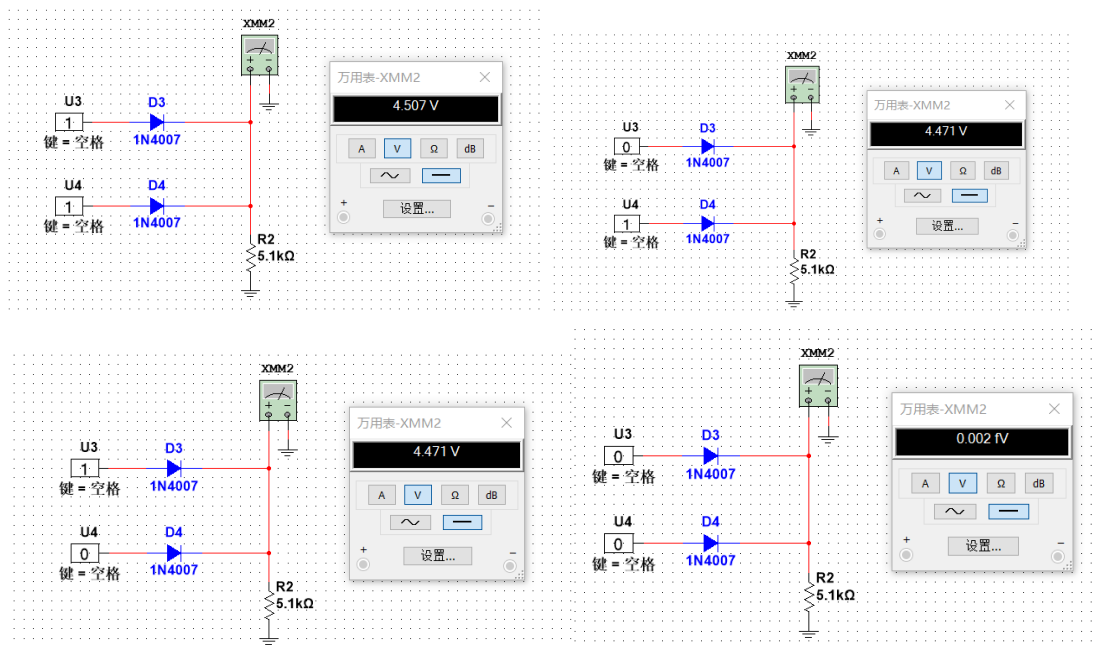 XMM2
万用表-XMM2
4.507 V
U3
D3
1
1N4007
键 = 空格
A V Ω dB
U4
D4
1
1N4007
键 = 空格
+ 设置... −
R2
5.1kΩ
XMM2
万用表-XMM2
4.471 V
U3
D3
0
1N4007
键 = 空格
A V Ω dB
U4
D4
1
1N4007
键 = 空格
+ 设置... −
R2
5.1kΩ
XMM2
万用表-XMM2
4.471 V
U3
D3
1
1N4007
键 = 空格
A V Ω dB
U4
D4
0
1N4007
键 = 空格
+ 设置... −
R2
5.1kΩ
XMM2
万用表-XMM2
0.002 fV
U3
D3
0
1N4007
键 = 空格
A V Ω dB
U4
D4
0
1N4007
键 = 空格
+ 设置... −
R2
5.1kΩ